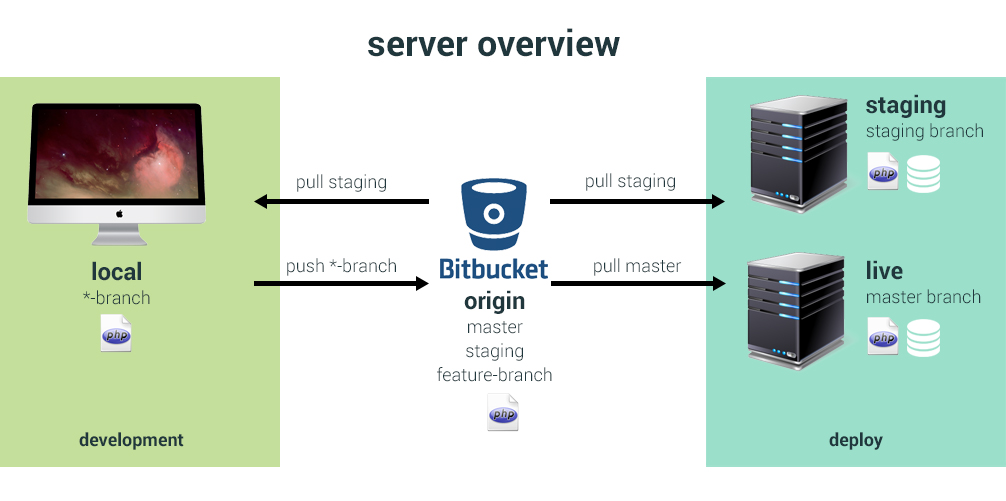 server overview
local
*-branch
php
development
pull staging
push *-branch
Bitbucket
origin
master
staging
feature-branch
php
pull staging
pull master
staging
staging branch
php
live
master branch
php
deploy